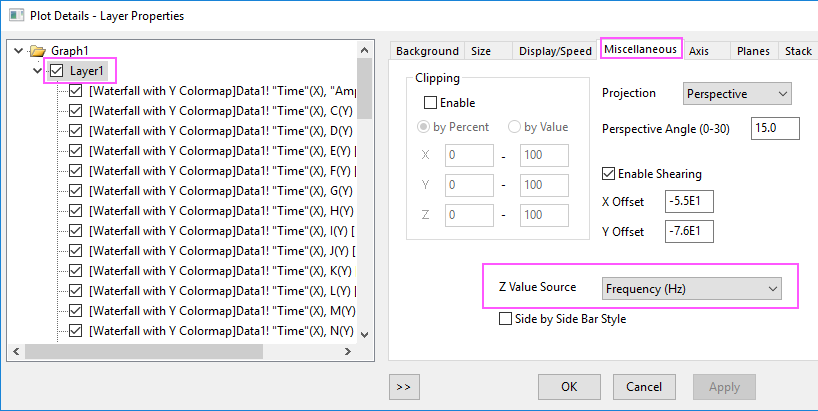 Plot Details - Layer Properties
Graph1
Layer1
[Waterfall with Y Colormap]Data1! "Time"(X), "Amp
[Waterfall with Y Colormap]Data1! "Time"(X), C(Y)
[Waterfall with Y Colormap]Data1! "Time"(X), D(Y)
[Waterfall with Y Colormap]Data1! "Time"(X), E(Y) [
[Waterfall with Y Colormap]Data1! "Time"(X), F(Y) [
[Waterfall with Y Colormap]Data1! "Time"(X), G(Y)
[Waterfall with Y Colormap]Data1! "Time"(X), H(Y)
[Waterfall with Y Colormap]Data1! "Time"(X), I(Y) [
[Waterfall with Y Colormap]Data1! "Time"(X), J(Y) [
[Waterfall with Y Colormap]Data1! "Time"(X), K(Y)
[Waterfall with Y Colormap]Data1! "Time"(X), L(Y) [
[Waterfall with Y Colormap]Data1! "Time"(X), M(Y)
[Waterfall with Y Colormap]Data1! "Time"(X), N(Y)
Background Size Display/Speed Miscellaneous Axis Planes Stack
Clipping
Enable
by Percent by Value
X 0 - 100
Y 0 - 100
Z 0 - 100
Projection Perspective
Perspective Angle (0-30) 15.0
Enable Shearing
X Offset -5.5E1
Y Offset -7.6E1
Z Value Source Frequency (Hz)
Side by Side Bar Style
>> OK Cancel Apply